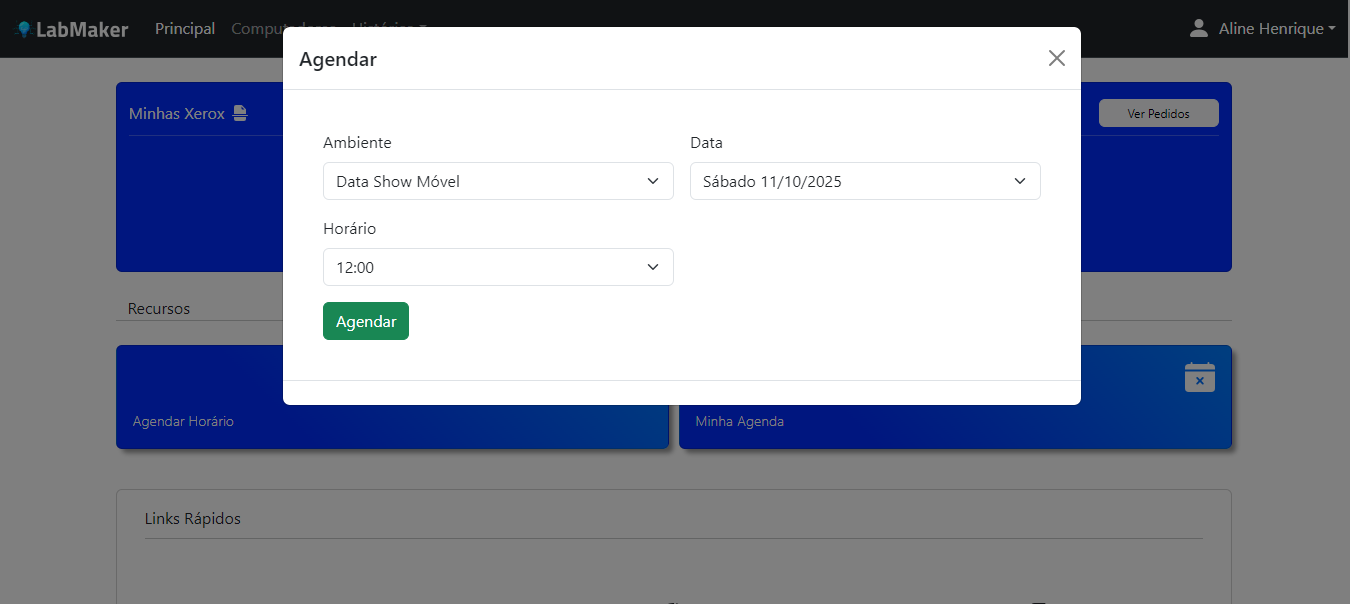 LabMaker Principal Computadores Histórico Aline Henrique
Agendar
Minhas Xerox
Ver Pedidos
Ambiente
Data
Data Show Móvel
Sábado 11/10/2025
Horário
12:00
Agendar
Recursos
Agendar Horário
Minha Agenda
Links Rápidos